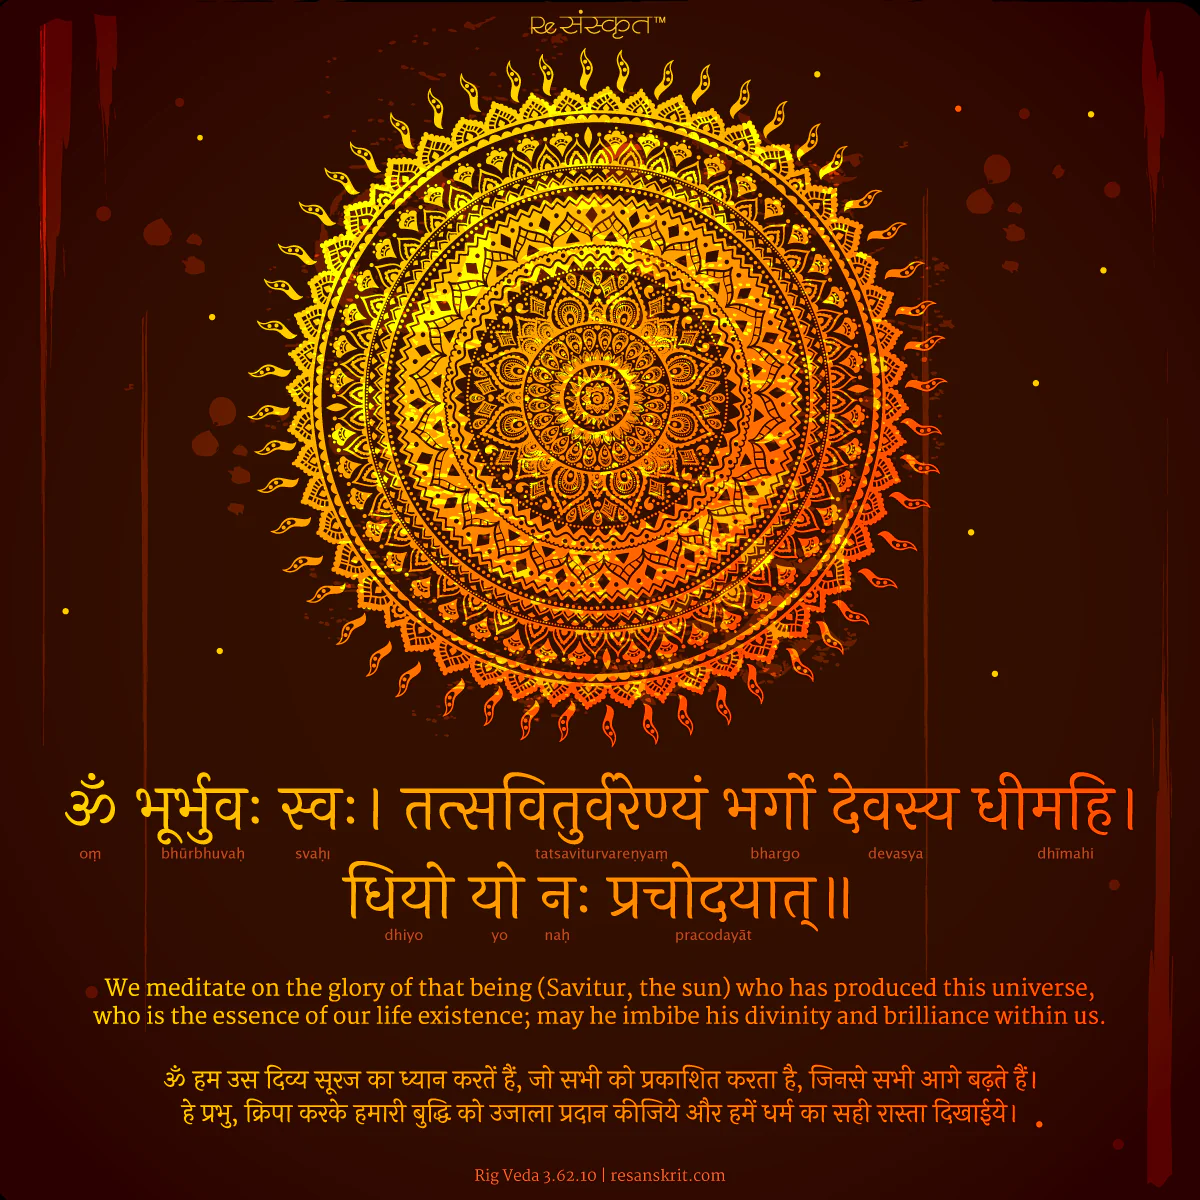 Re संस्कृत™
ॐ भूर्भुवः स्वः। तत्सवितुर्वरेण्यं भर्गो देवस्य धीमहि।
oṃ bhūrbhuvaḥ svaḥı tatsaviturvareṇyaṃ bhargo devasya dhīmahi
धियो यो नः प्रचोदयात्॥
dhiyo yo naḥ pracodayāt
We meditate on the glory of that being (Savitur, the sun) who has produced this universe,
who is the essence of our life existence; may he imbibe his divinity and brilliance within us.
ॐ हम उस दिव्य सूरज का ध्यान करतें हैं, जो सभी को प्रकाशित करता है, जिनसे सभी आगे बढ़ते हैं।
हे प्रभु, क्रिपा करके हमारी बुद्धि को उजाला प्रदान कीजिये और हमें धर्म का सही रास्ता दिखाईये।
Rig Veda 3.62.10 | resanskrit.com